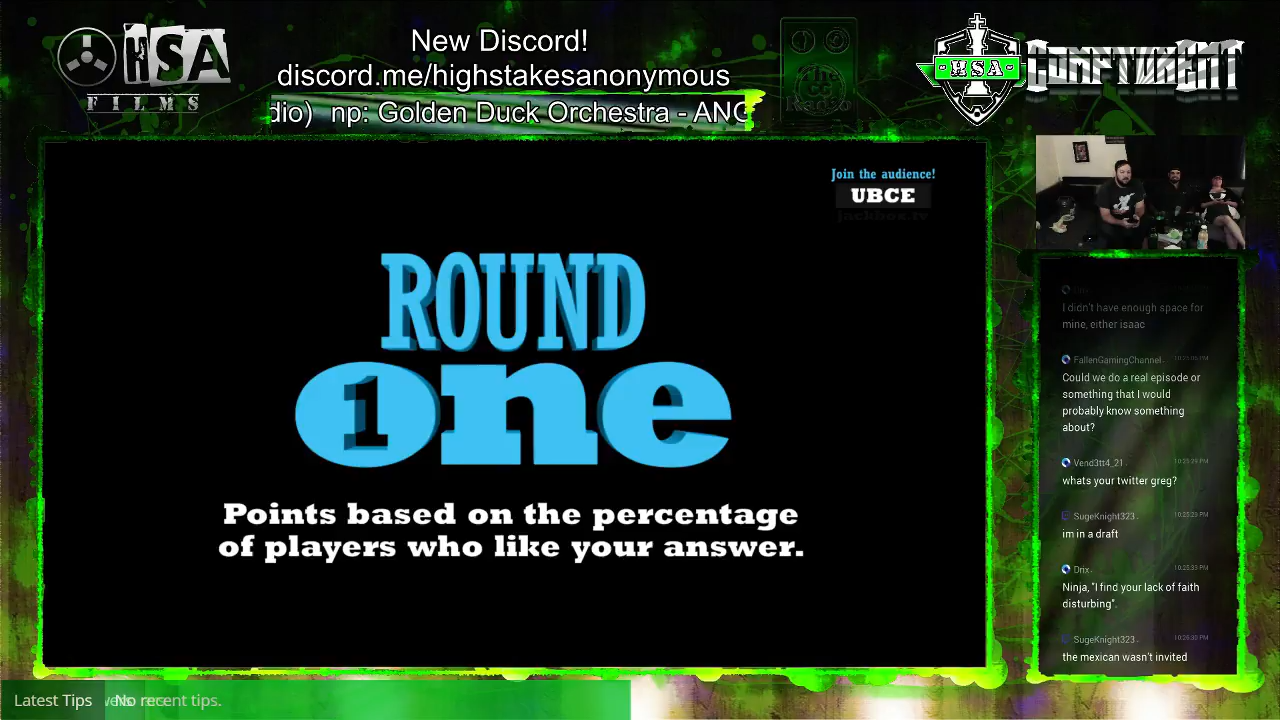 HSA
FILMS
New Discord!
discord.me/highstakesanonymous
dio) np: Golden Duck Orchestra - ANG
The
Radio
HSA
Join the audience!
UBCE
jackbox.tv
ROUND
One
1
Points based on the percentage
of players who like your answer.
I didn't have enough space for
mine, either isaac
FallenGamingChannel
Could we do a real episode or
something that I would
probably know something
about?
Vend3tt4_21
whats your twitter greg?
SugeKnight323
im in a draft
Drix
Ninja, "I find your lack of faith
disturbing".
SugeKnight323
the mexican wasn't invited
Latest Tips
No recent tips.